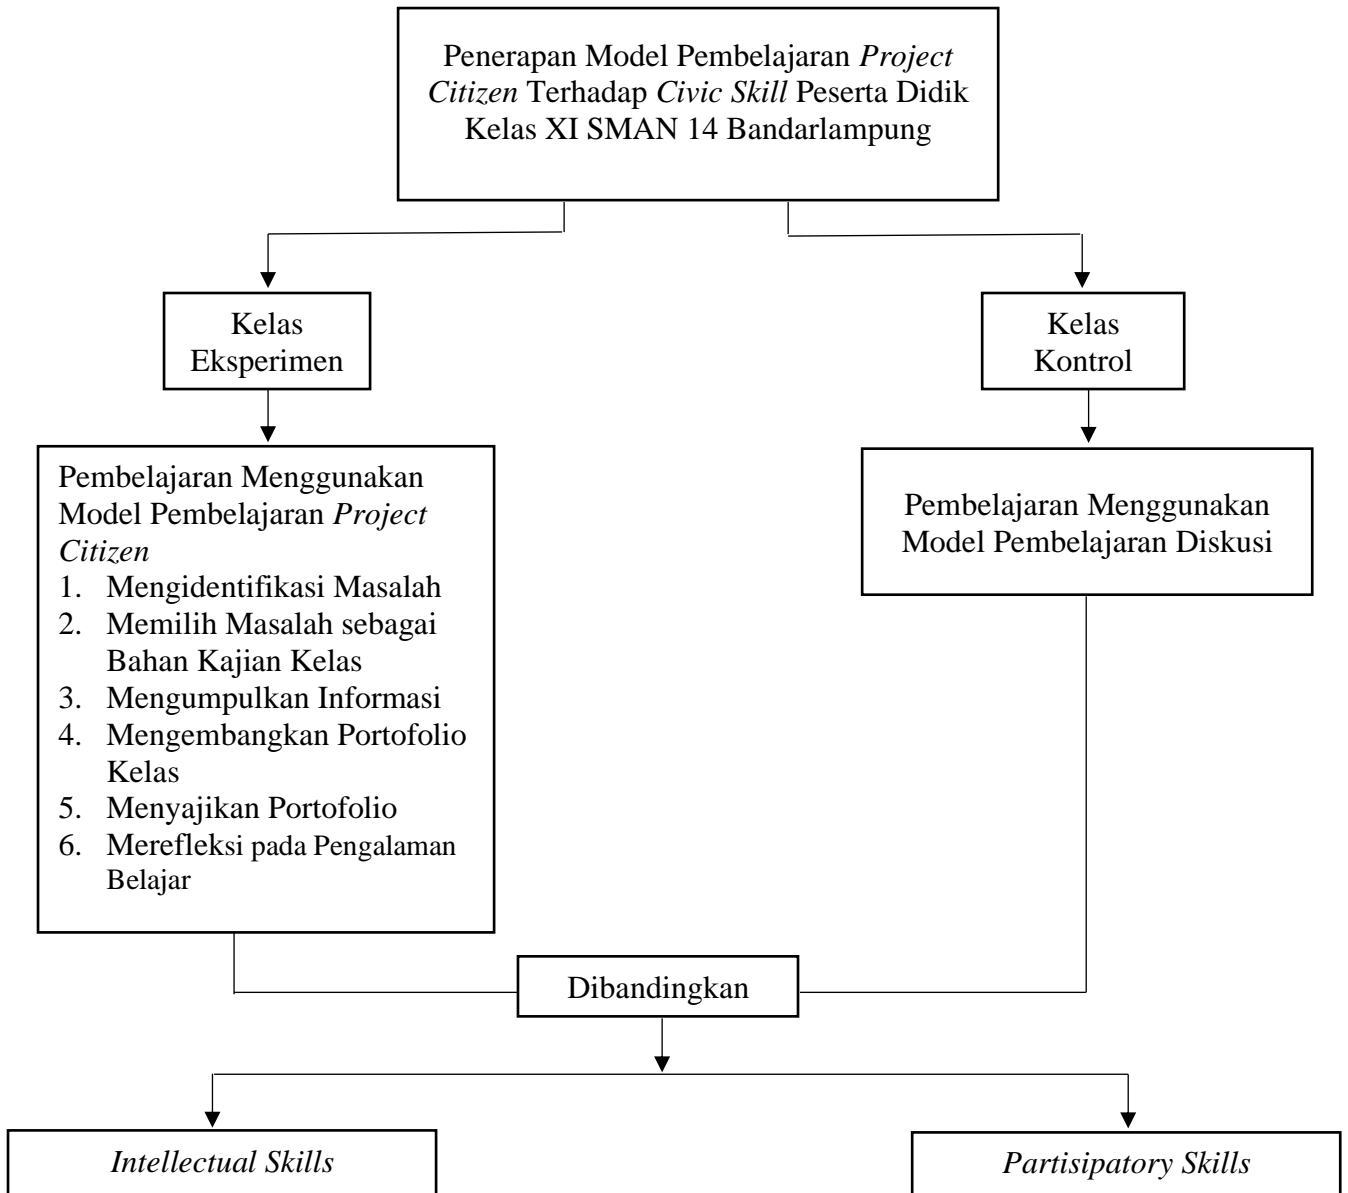 Penerapan Model Pembelajaran Project
Citizen Terhadap Civic Skill Peserta Didik
Kelas XI SMAN 14 Bandarlampung
Kelas
Eksperimen
Kelas
Kontrol
Pembelajaran Menggunakan
Model Pembelajaran Project
Citizen
1. Mengidentifikasi Masalah
2. Memilih Masalah sebagai
Bahan Kajian Kelas
3. Mengumpulkan Informasi
4. Mengembangkan Portofolio
Kelas
5. Menyajikan Portofolio
6. Merefleksi pada Pengalaman
Belajar
Pembelajaran Menggunakan
Model Pembelajaran Diskusi
Dibandingkan
Intellectual Skills
Partisipatory Skills